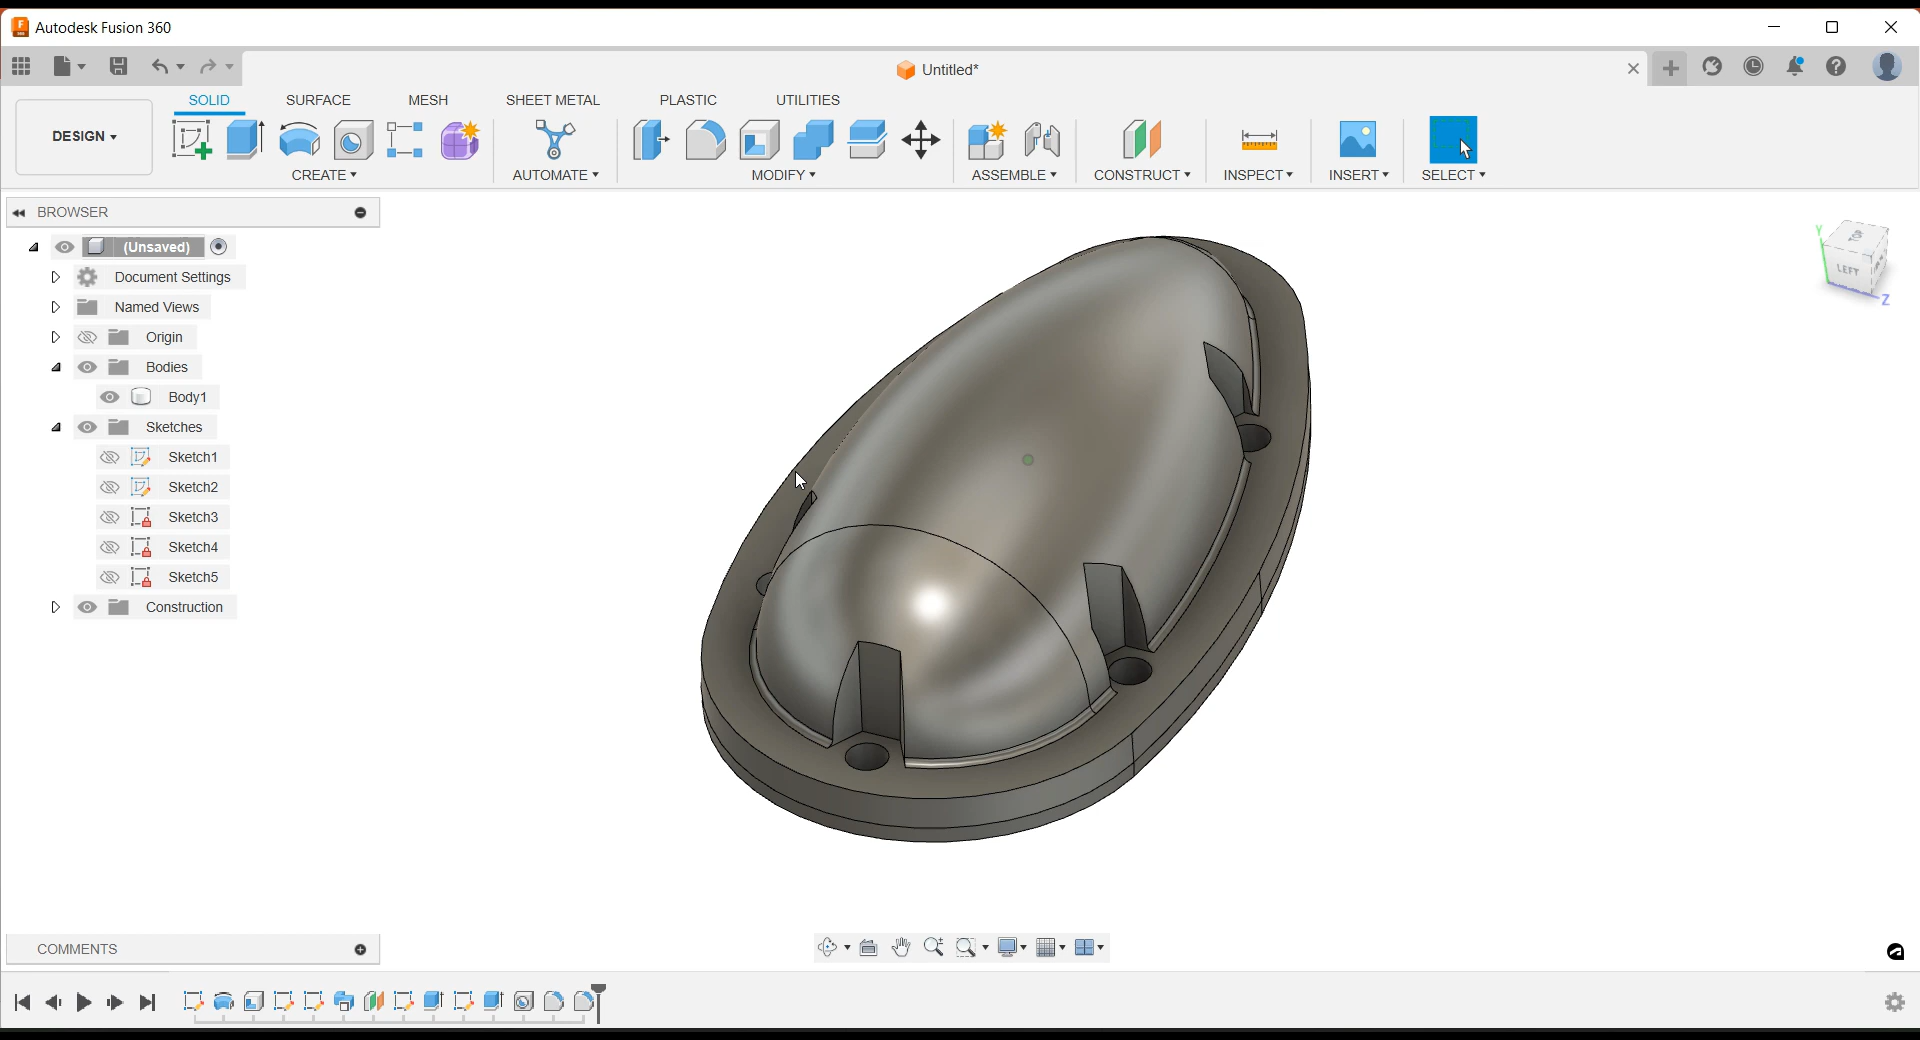 Autodesk Fusion 360
Untitled*
SOLID SURFACE MESH SHEET METAL PLASTIC UTILITIES
DESIGN
CREATE AUTOMATE MODIFY ASSEMBLE CONSTRUCT INSPECT INSERT SELECT
BROWSER
(Unsaved)
Document Settings
Named Views
Origin
Bodies
Body1
Sketches
Sketch1
Sketch2
Sketch3
Sketch4
Sketch5
Construction
Y
LEFT
Z
COMMENTS